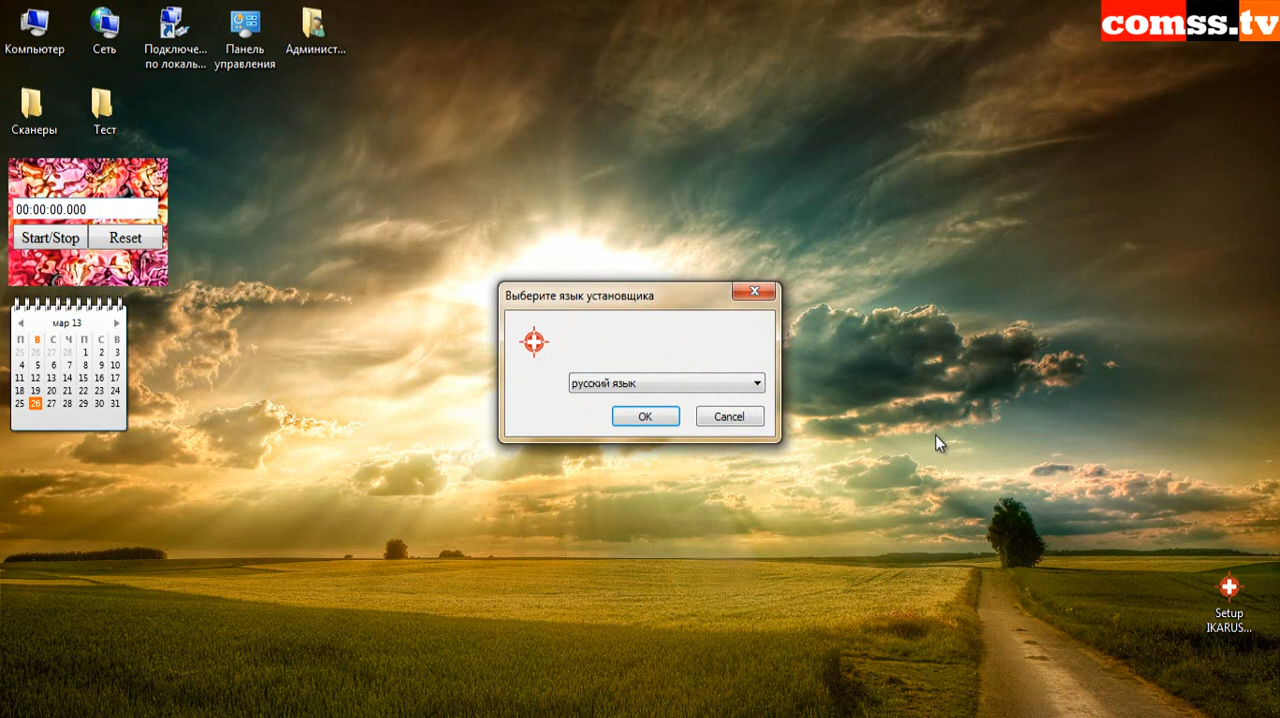 comss.tv
Компьютер
Сеть
Подключе...
по локаль...
Панель
управления
Админист...
Сканеры
Тест
00:00:00.000
Start/Stop
Reset
мар 13
П В С Ч П С В
25 26 27 28 1 2 3
4 5 6 7 8 9 10
11 12 13 14 15 16 17
18 19 20 21 22 23 24
25 26 27 28 29 30 31
Выберите язык установщика
русский язык
OK
Cancel
Setup
IKARUS...